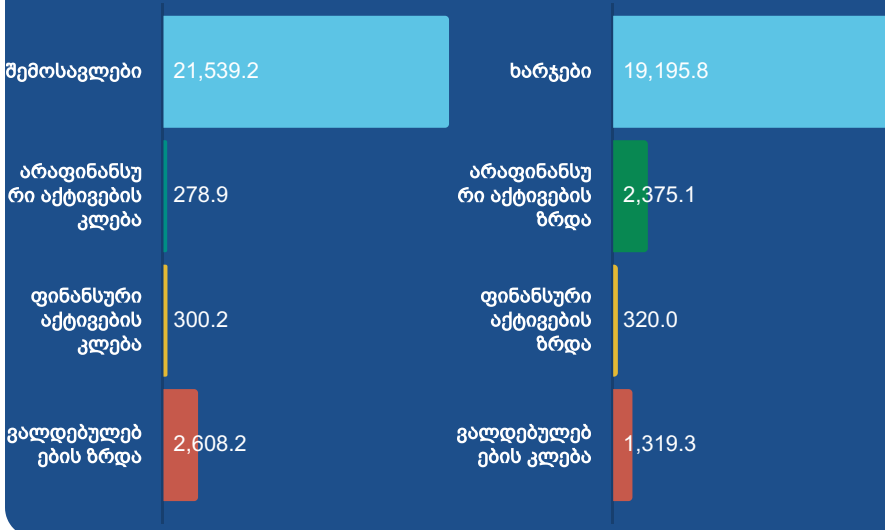 შემოსავლები
21,539.2
ხარჯები
19,195.8
არაფინანსუ
რი აქტივების
კლება
278.9
არაფინანსუ
რი აქტივების
ზრდა
2,375.1
ფინანსური
აქტივების
კლება
300.2
ფინანსური
აქტივების
ზრდა
320.0
ვალდებულებ
ების ზრდა
2,608.2
ვალდებულებ
ების კლება
1,319.3